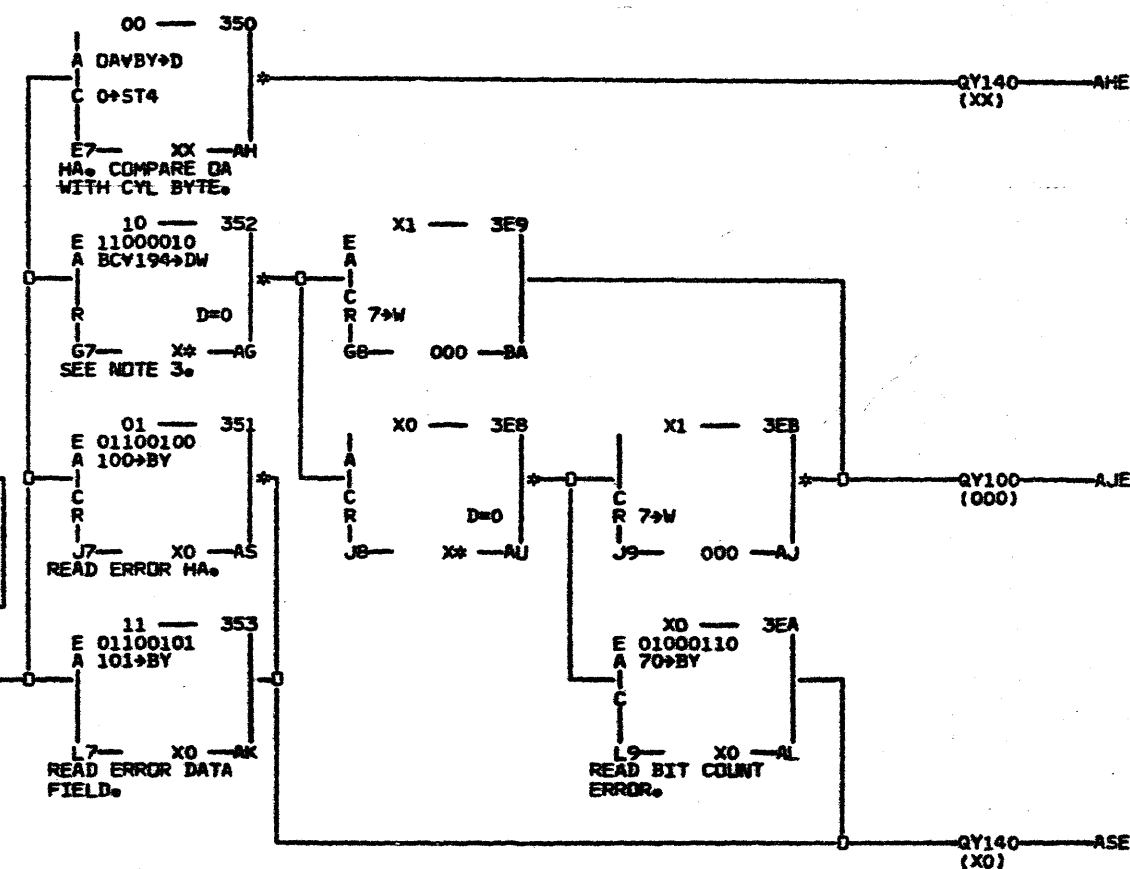 00 — 350
A OA∀BY→D
C 0→ST4
E7— XX —AH
HA. COMPARE OA
WITH CYL BYTE.
QY140 AHE
(XX)
10 — 352
E 11000010
A BC∀194→DW
R D=0
G7— X* —AG
SEE NOTE 3.
X1 — 3E9
E
A
C
R 7→W
G8— 000 —BA
01 — 351
E 01100100
A 100→BY
C
R
J7— X0 —AS
READ ERROR HA.
X0 — 3E8
A
C
R D=0
J8— X* —AU
X1 — 3EB
C
R 7→W
J9— 000 —AJ
QY100 AJE
(000)
11 — 353
E 01100101
A 101→BY
L7— X0 —AK
READ ERROR DATA
FIELD.
X0 — 3EA
E 01000110
A 70→BY
C
L9— X0 —AL
READ BIT COUNT
ERROR.
QY140 ASE
(X0)